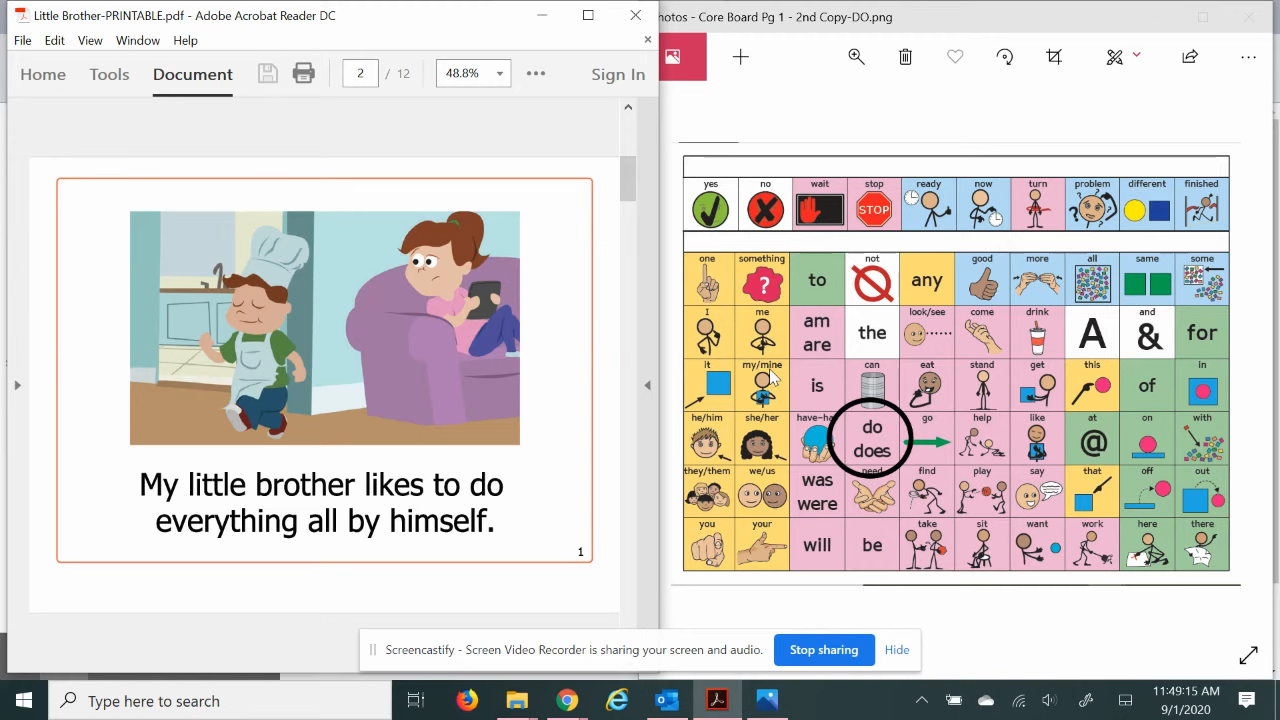 Little Brother-PRINTABLE.pdf - Adobe Acrobat Reader DC
File Edit View Window Help
Home Tools Document 2 / 12 48.8% Sign In
My little brother likes to do
everything all by himself.
1
hotos - Core Board Pg 1 - 2nd Copy-DO.png
yes no wait stop ready now turn problem different finished
STOP
one something to not any good more all same some
?
I me am are the look/see come drink A and & for
it my/mine is can eat stand get this of in
he/him she/her have-ha do does go help like at @ on with
they/them we/us was were need find play say that off out
you your will be take sit want work here there
Screencastify - Screen Video Recorder is sharing your screen and audio. Stop sharing Hide
Type here to search
11:49:15 AM
9/1/2020